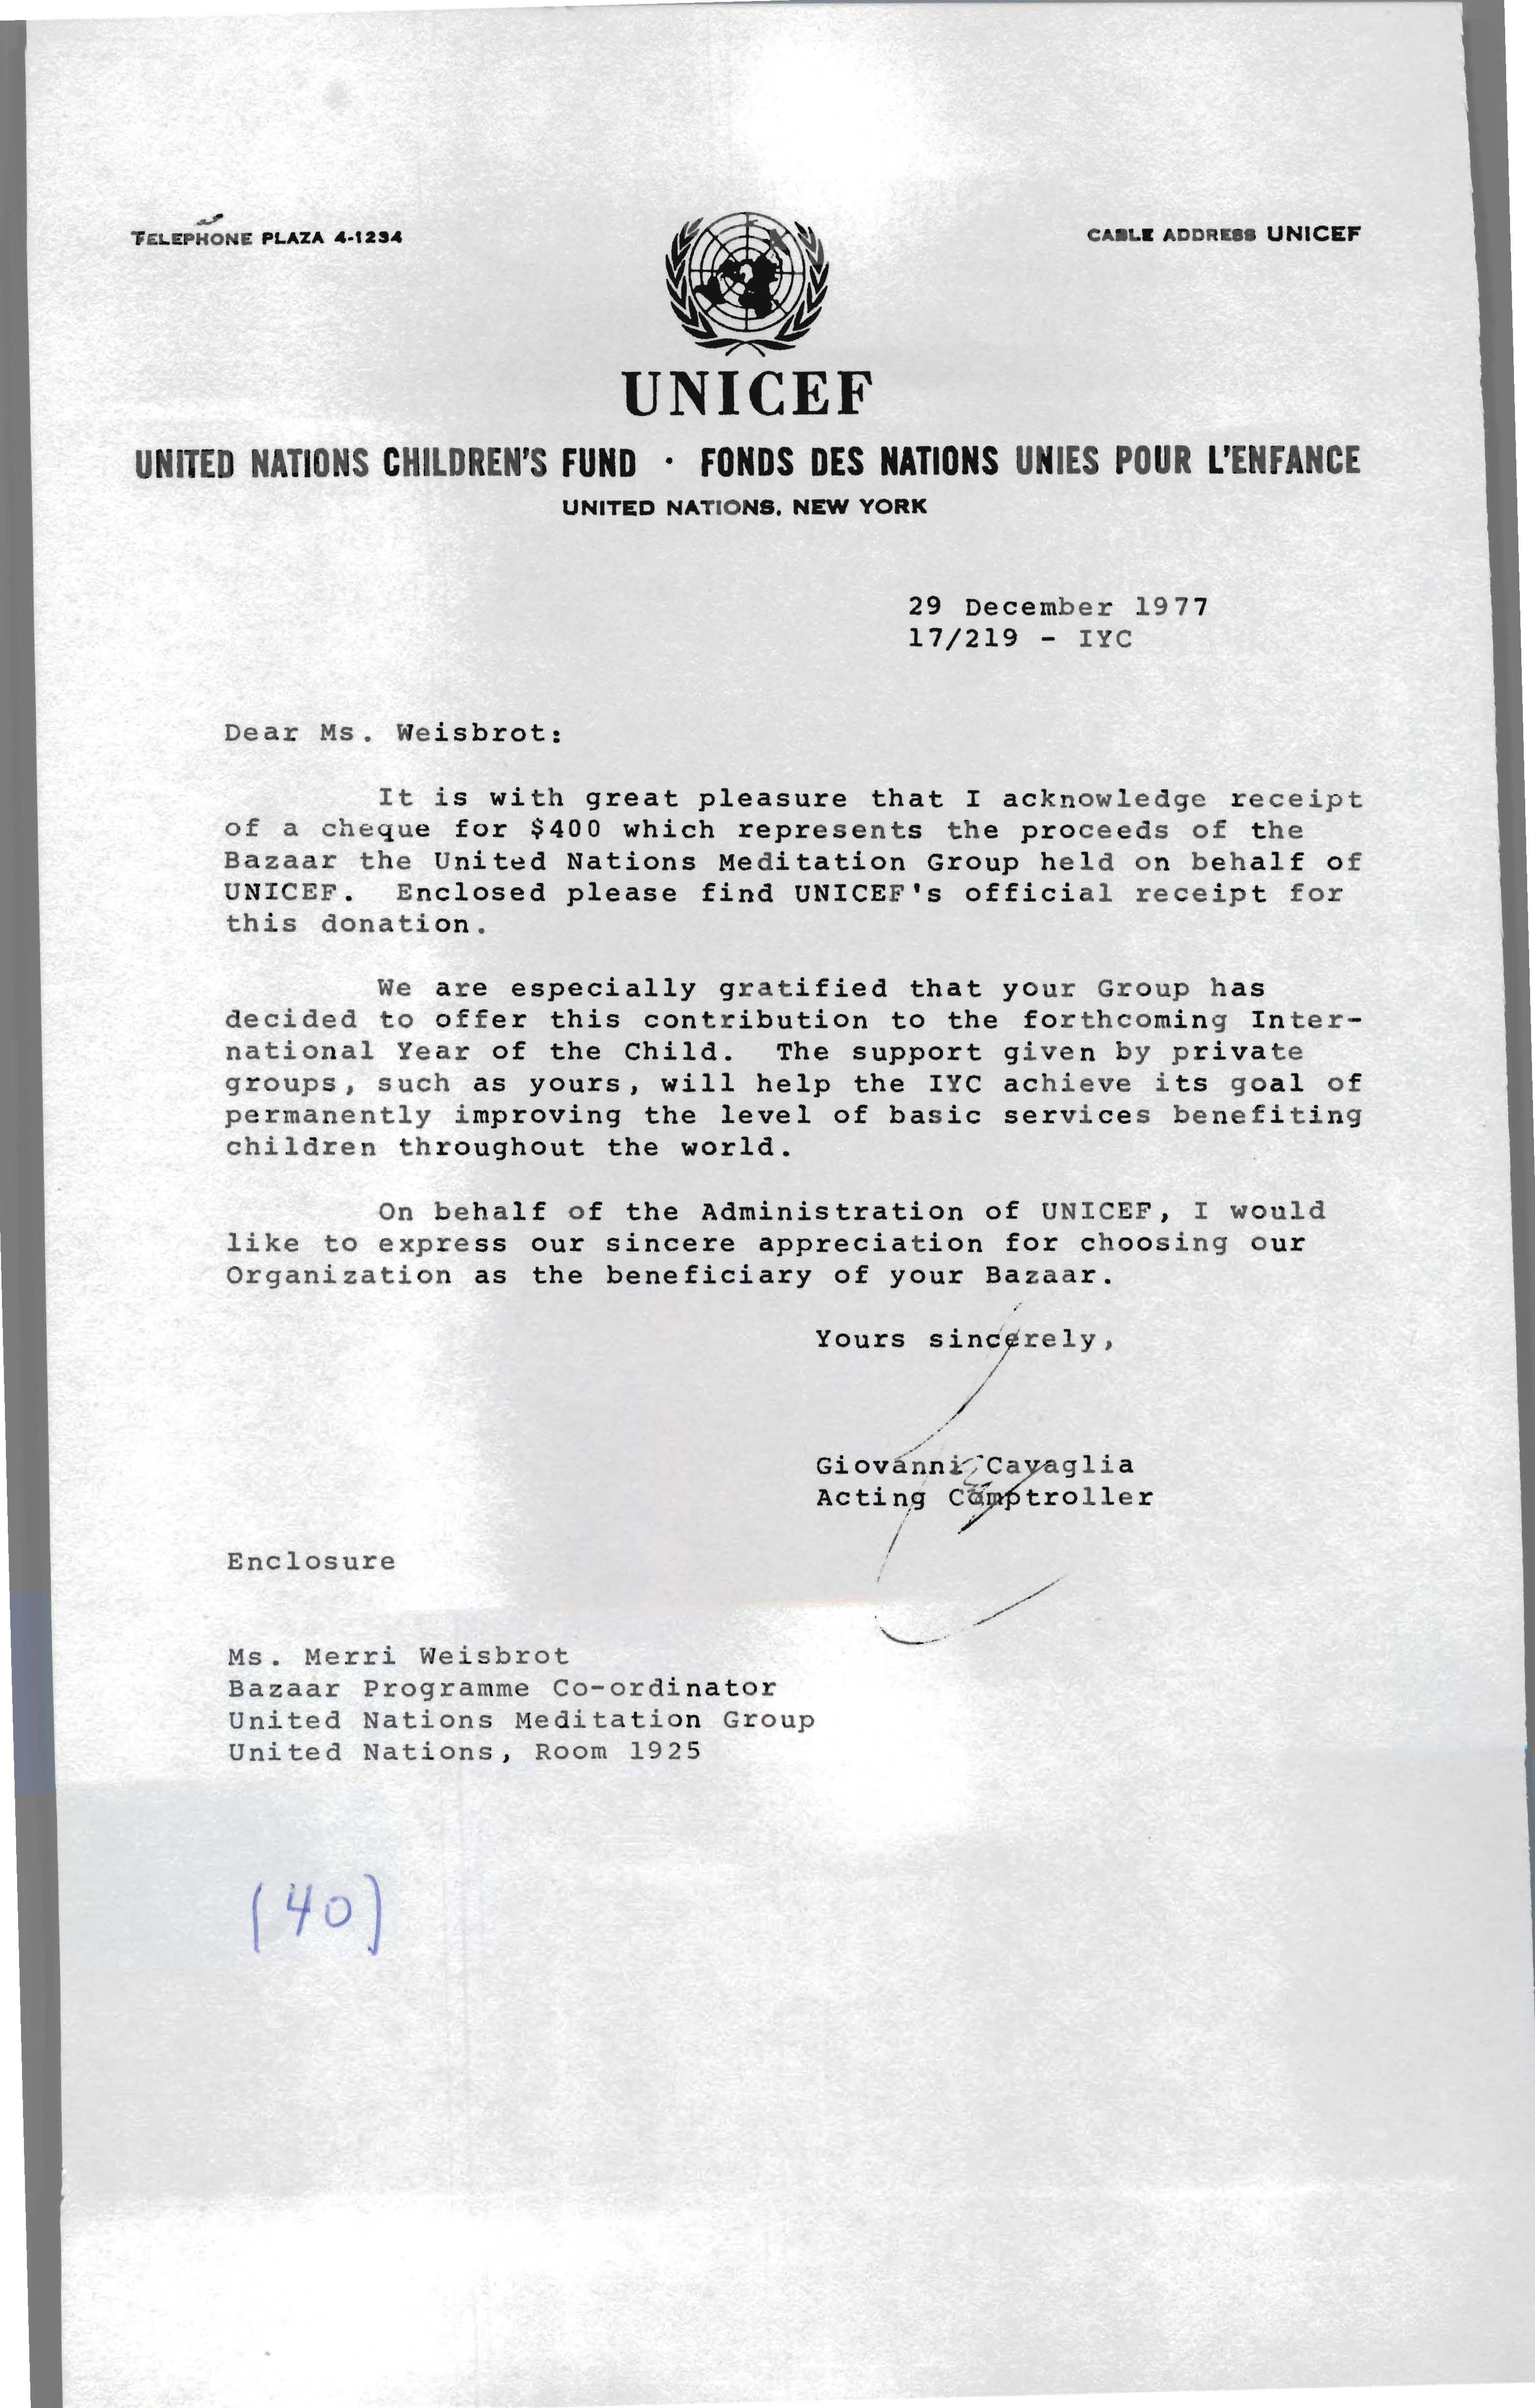 TELEPHONE PLAZA 4-1234
CABLE ADDRESS UNICEF
UNICEF
UNITED NATIONS CHILDREN'S FUND · FONDS DES NATIONS UNIES POUR L'ENFANCE
UNITED NATIONS, NEW YORK
29 December 1977
17/219 - IYC
Dear Ms. Weisbrot:
It is with great pleasure that I acknowledge receipt
of a cheque for $400 which represents the proceeds of the
Bazaar the United Nations Meditation Group held on behalf of
UNICEF. Enclosed please find UNICEF's official receipt for
this donation.
We are especially gratified that your Group has
decided to offer this contribution to the forthcoming Inter-
national Year of the Child. The support given by private
groups, such as yours, will help the IYC achieve its goal of
permanently improving the level of basic services benefiting
children throughout the world.
On behalf of the Administration of UNICEF, I would
like to express our sincere appreciation for choosing our
Organization as the beneficiary of your Bazaar.
Yours sincerely,
Giovanni Cavaglia
Acting Comptroller
Enclosure
Ms. Merri Weisbrot
Bazaar Programme Co-ordinator
United Nations Meditation Group
United Nations, Room 1925
(40)